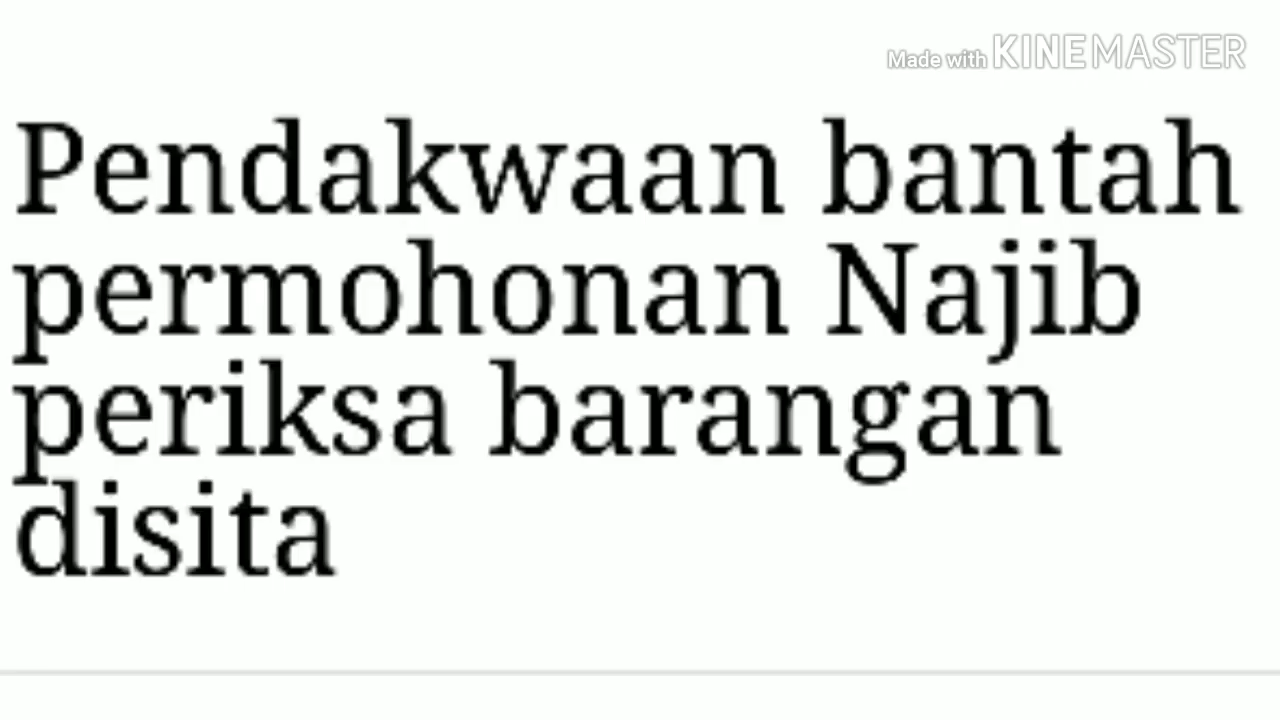 Made with KINEMASTER
Pendakwaan bantah
permohonan Najib
periksa barangan
disita